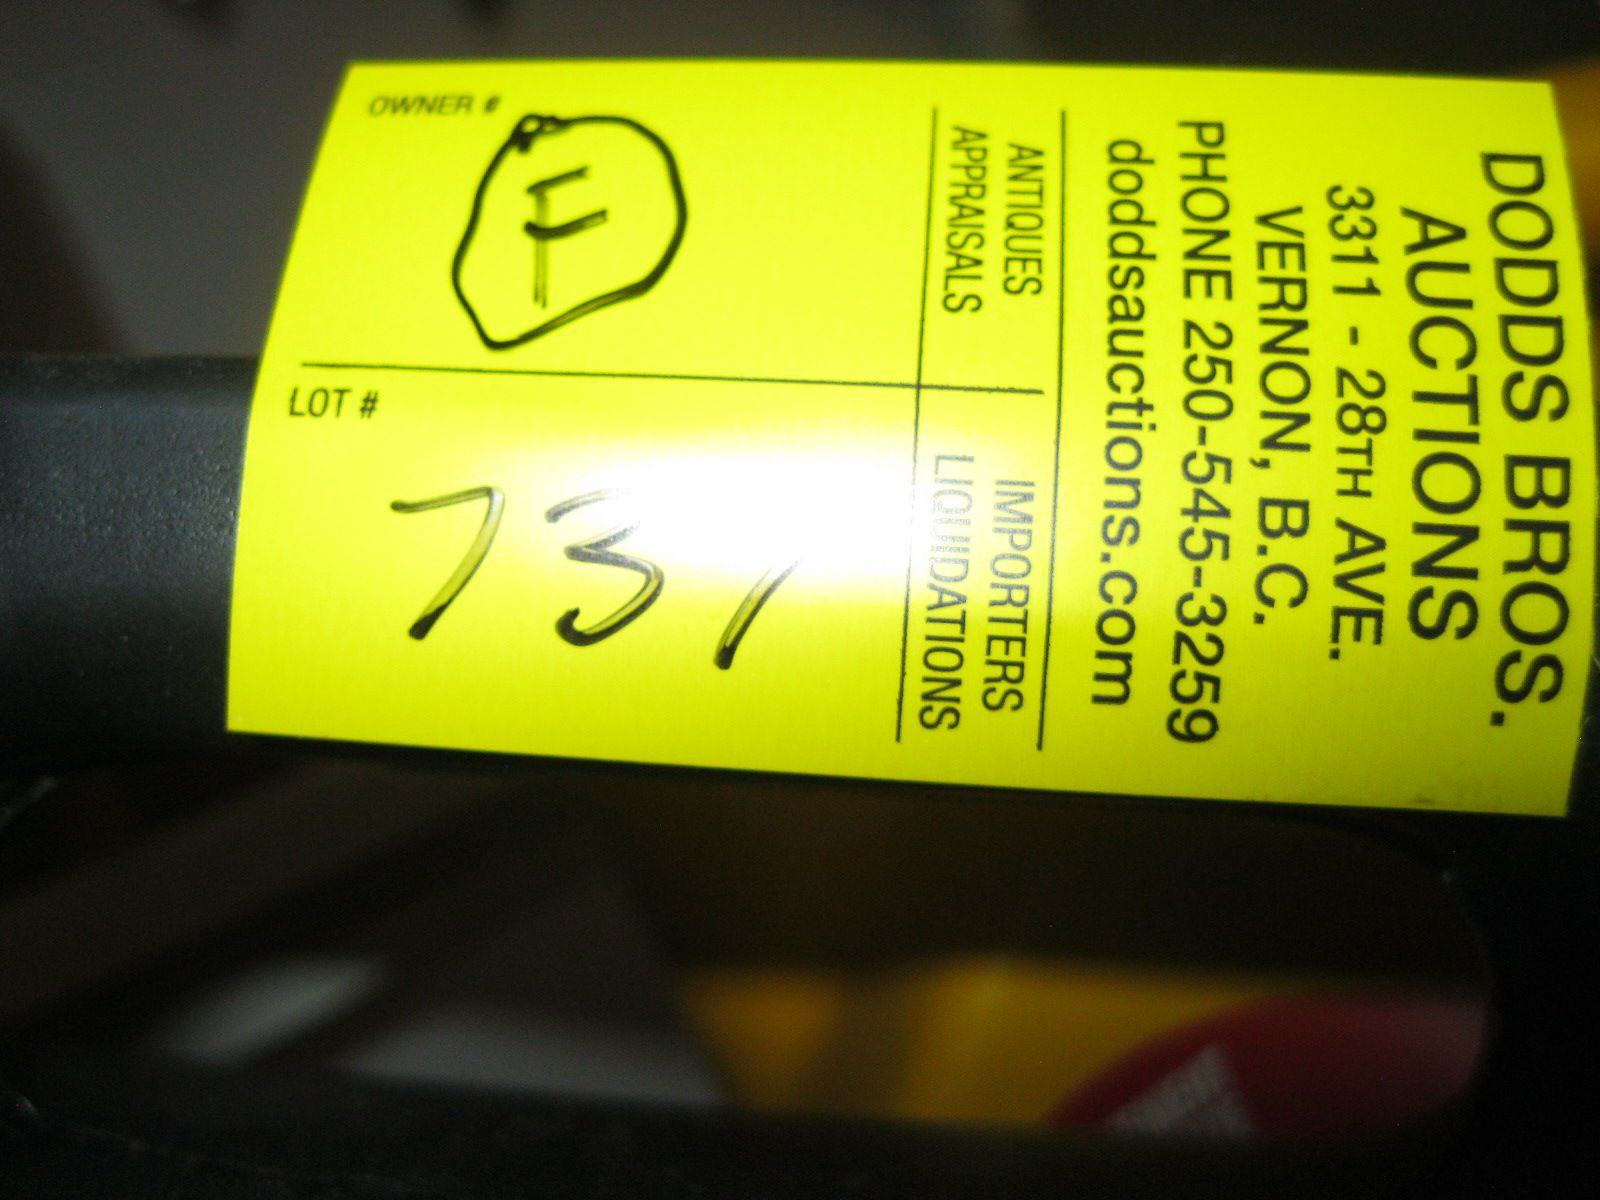 DODDS BROS.
AUCTIONS
3311 - 28TH AVE.
VERNON, B.C.
PHONE 250-545-3259
doddsauctions.com
ANTIQUES
APPRAISALS
IMPORTERS
LIQUIDATIONS
OWNER #
LOT #